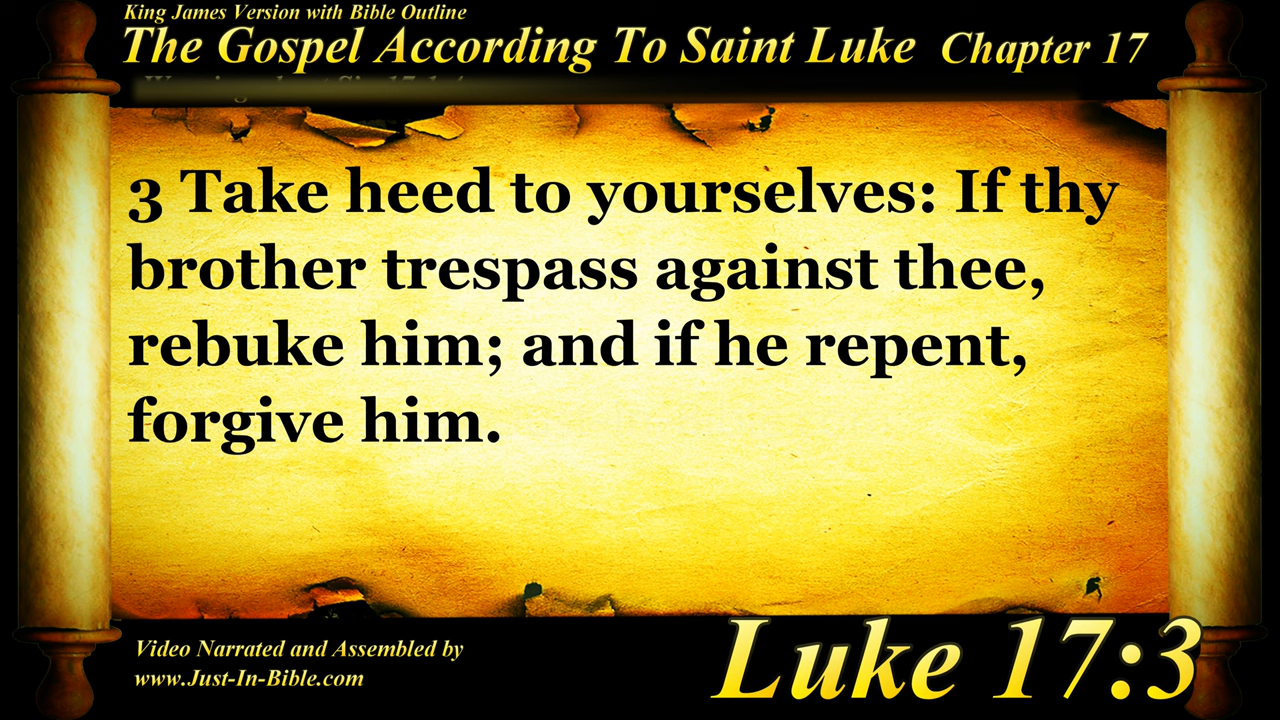 King James Version with Bible Outline
The Gospel According To Saint Luke Chapter 17
3 Take heed to yourselves: If thy
brother trespass against thee,
rebuke him; and if he repent,
forgive him.
Video Narrated and Assembled by
www.Just-In-Bible.com
Luke 17:3